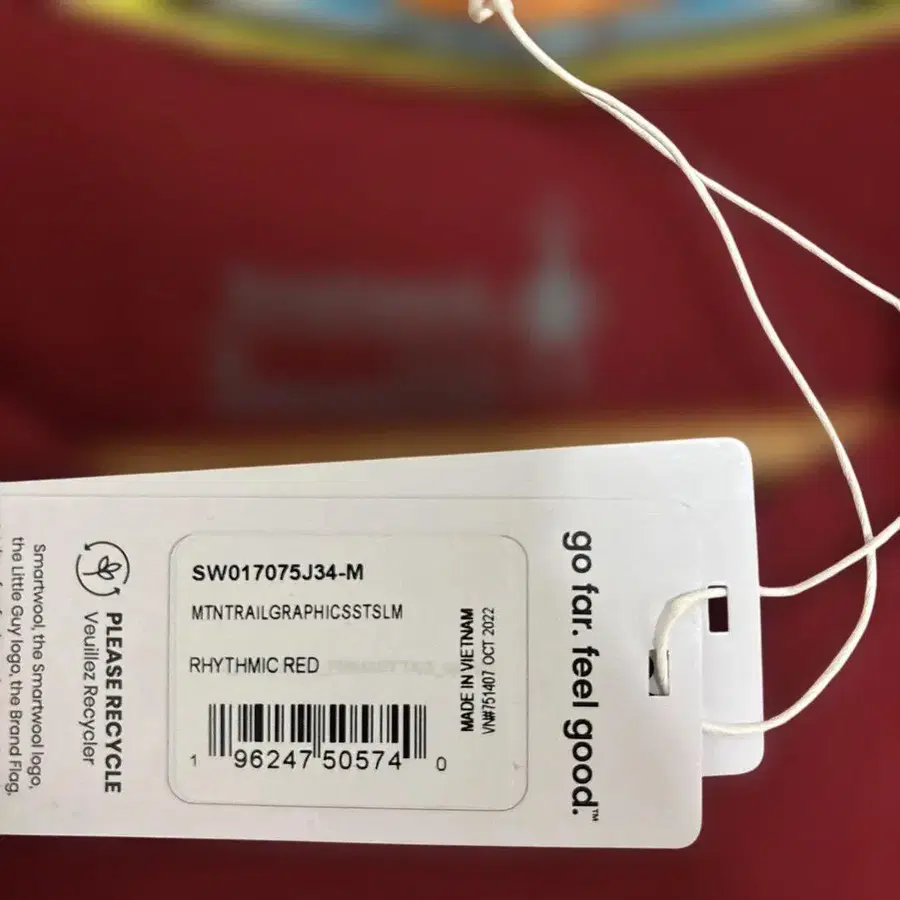 SW017075J34-M
MTNTRAILGRAPHICSSTSLM
RHYTHMIC RED
1 96247 50574 0
MADE IN VIETNAM
VN#751407 OCT 2022
go far. feel good.™
PLEASE RECYCLE
Veuillez Recycler
Smartwool, the Smartwool logo,
the Little Guy logo, the Brand Flag,